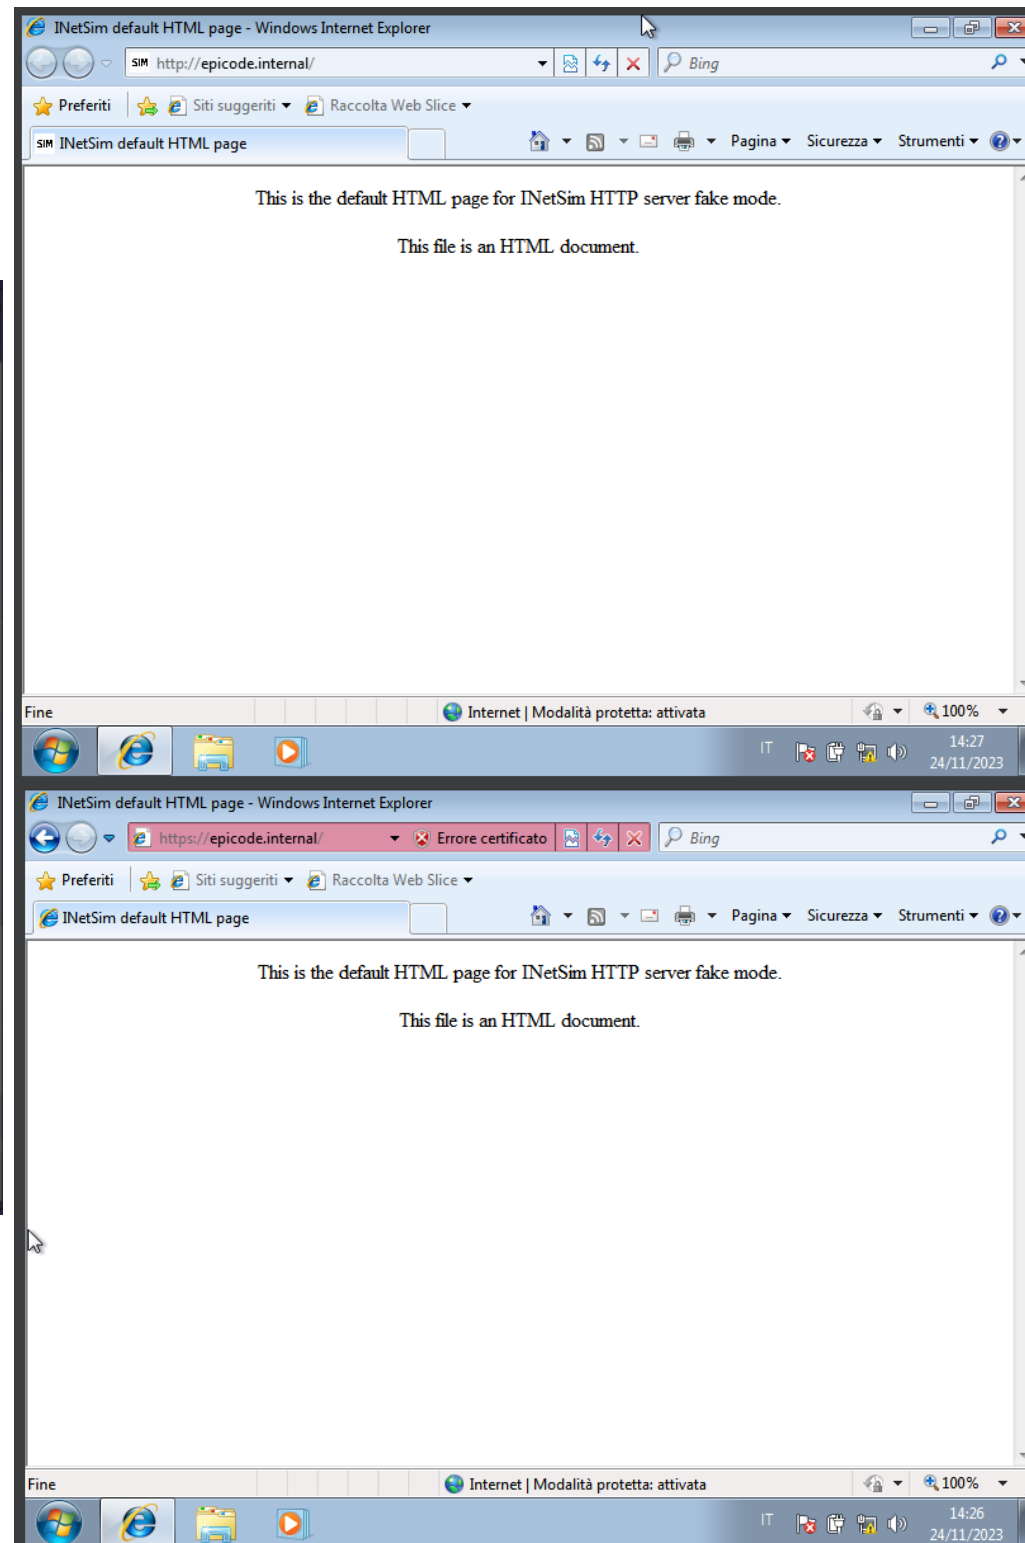 INetSim default HTML page - Windows Internet Explorer
SIM http://epicode.internal/ Bing
Preferiti Siti suggeriti Raccolta Web Slice
SIM INetSim default HTML page Pagina Sicurezza Strumenti
This is the default HTML page for INetSim HTTP server fake mode.
This file is an HTML document.
Fine Internet | Modalità protetta: attivata 100%
IT 14:27
24/11/2023
INetSim default HTML page - Windows Internet Explorer
https://epicode.internal/ Errore certificato Bing
Preferiti Siti suggeriti Raccolta Web Slice
INetSim default HTML page Pagina Sicurezza Strumenti
This is the default HTML page for INetSim HTTP server fake mode.
This file is an HTML document.
Fine Internet | Modalità protetta: attivata 100%
IT 14:26
24/11/2023